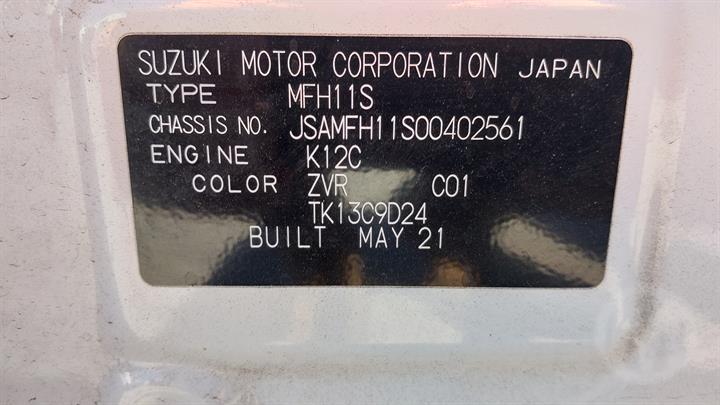 SUZUKI MOTOR CORPORATION JAPAN
TYPE MFH11S
CHASSIS NO. JSAMFH11S00402561
ENGINE K12C
COLOR ZVR C01
TK13C9D24
BUILT MAY 21